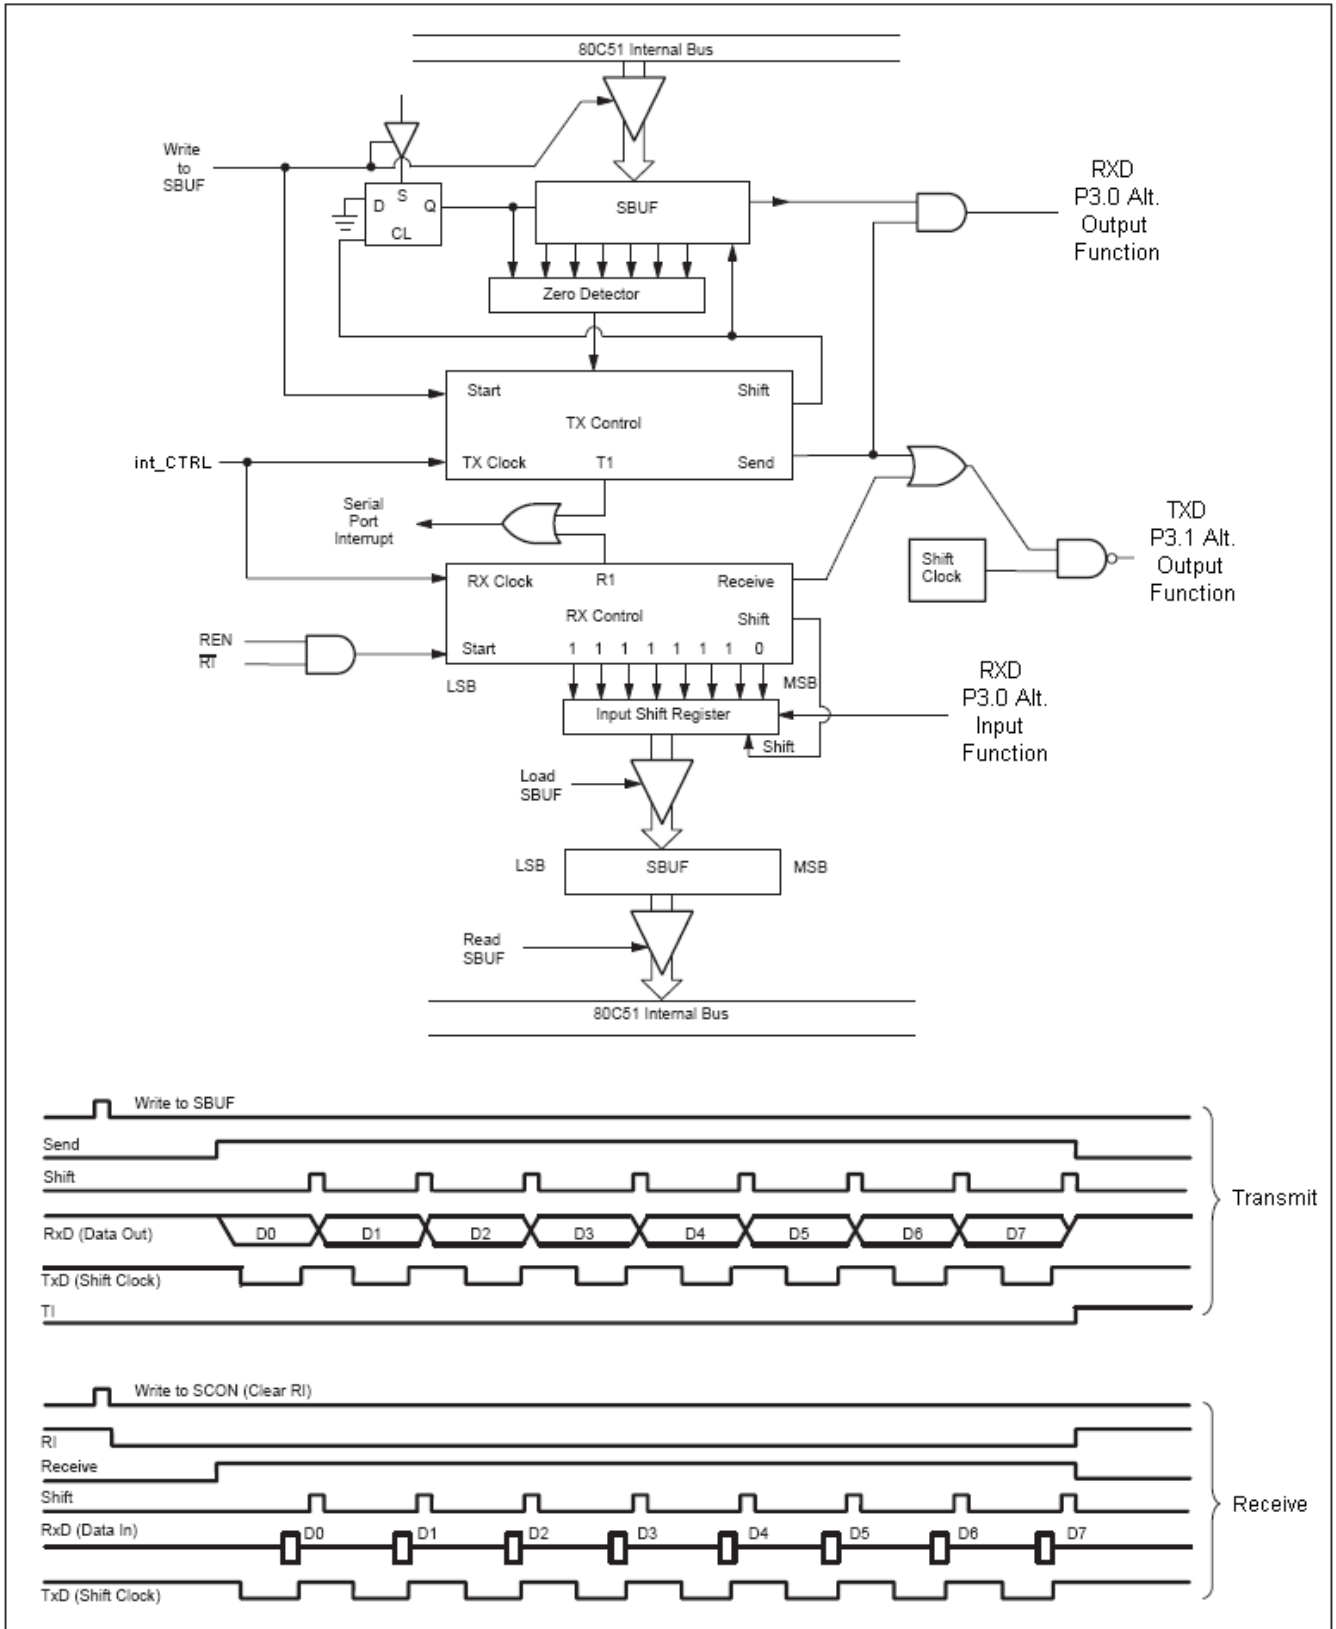 80C51 Internal Bus
Write
to
SBUF
S
D
Q
CL
SBUF
RXD
P3.0 Alt.
Output
Function
Zero Detector
Start
Shift
TX Control
int_CTRL
TX Clock
T1
Send
Serial
Port
Interrupt
TXD
P3.1 Alt.
Output
Function
Shift
Clock
RX Clock
R1
Receive
RX Control
Shift
REN
RI
Start
1 1 1 1 1 1 1 0
LSB
MSB
Input Shift Register
RXD
P3.0 Alt.
Input
Function
Shift
Load
SBUF
LSB
SBUF
MSB
Read
SBUF
80C51 Internal Bus
Write to SBUF
Send
Shift
RxD (Data Out)
D0 D1 D2 D3 D4 D5 D6 D7
TxD (Shift Clock)
TI
Transmit
Write to SCON (Clear RI)
RI
Receive
Shift
RxD (Data In)
D0 D1 D2 D3 D4 D5 D6 D7
TxD (Shift Clock)
Receive